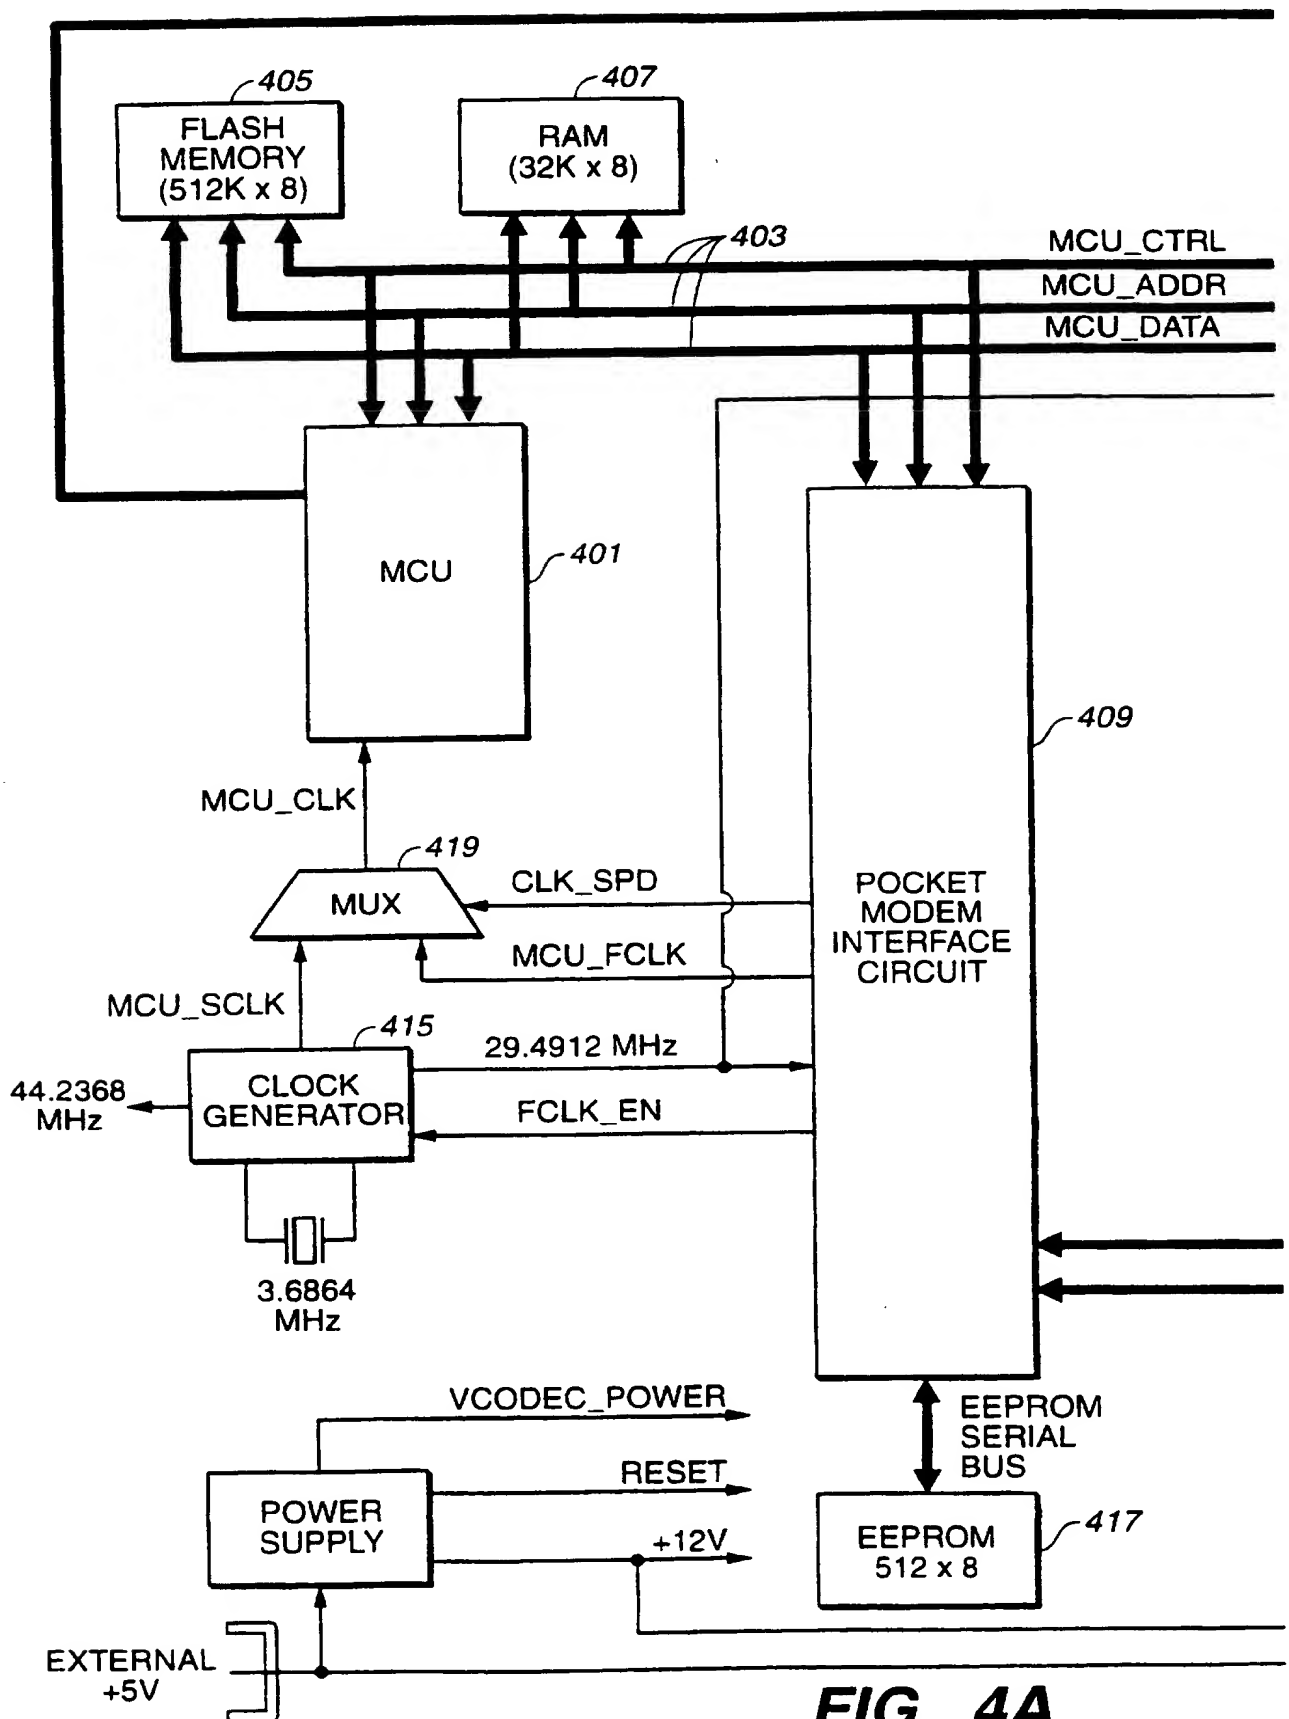 405
FLASH
MEMORY
(512K x 8)
407
RAM
(32K x 8)
403
MCU_CTRL
MCU_ADDR
MCU_DATA
MCU
401
409
MCU_CLK
419
MUX
CLK_SPD
MCU_FCLK
POCKET
MODEM
INTERFACE
CIRCUIT
MCU_SCLK
415
CLOCK
GENERATOR
29.4912 MHz
44.2368
MHz
FCLK_EN
3.6864
MHz
VCODEC_POWER
RESET
+12V
POWER
SUPPLY
EEPROM
SERIAL
BUS
EEPROM
512 x 8
417
EXTERNAL
+5V
FIG. 4A